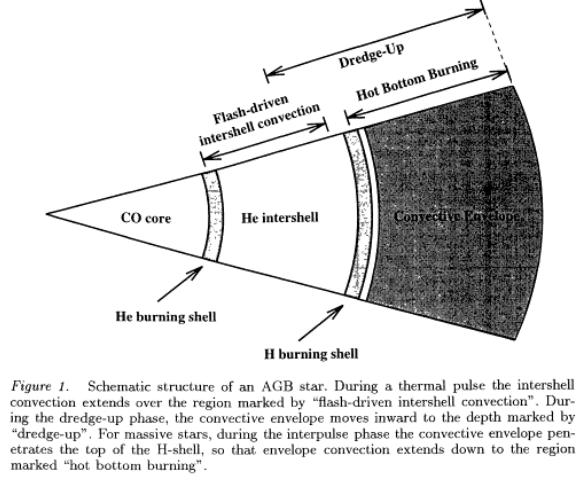 Dredge-Up
Hot Bottom Burning
Flash-driven
intershell convection
CO core
He intershell
Convective Envelope
He burning shell
H burning shell
Figure 1. Schematic structure of an AGB star. During a thermal pulse the intershell
convection extends over the region marked by “flash-driven intershell convection”. Dur-
ing the dredge-up phase, the convective envelope moves inward to the depth marked by
“dredge-up”. For massive stars, during the interpulse phase the convective envelope pen-
etrates the top of the H-shell, so that envelope convection extends down to the region
marked “hot bottom burning”.